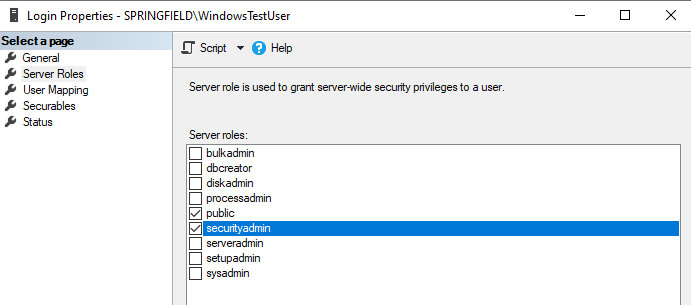 Login Properties - SPRINGFIELD\WindowsTestUser
Select a page
General
Server Roles
User Mapping
Securables
Status
Script
Help
Server role is used to grant server-wide security privileges to a user.
Server roles:
bulkadmin
dbcreator
diskadmin
processadmin
public
securityadmin
serveradmin
setupadmin
sysadmin